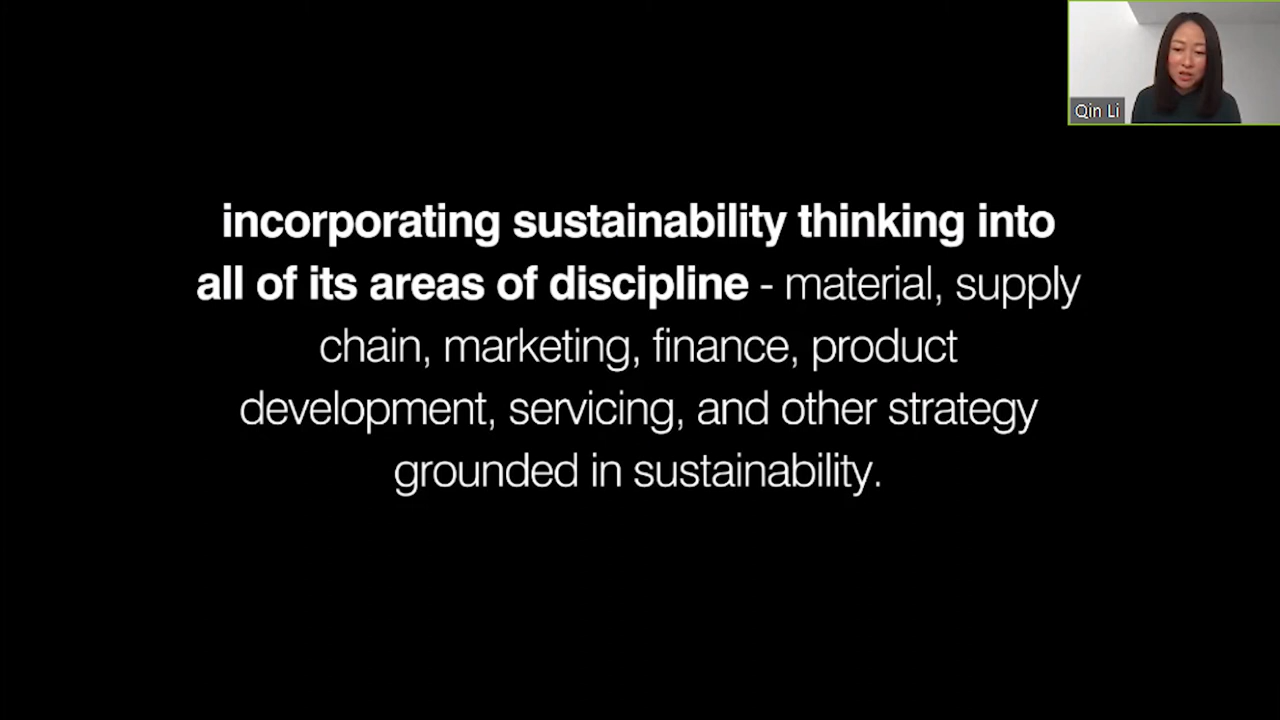 Qin Li
incorporating sustainability thinking into
all of its areas of discipline - material, supply
chain, marketing, finance, product
development, servicing, and other strategy
grounded in sustainability.